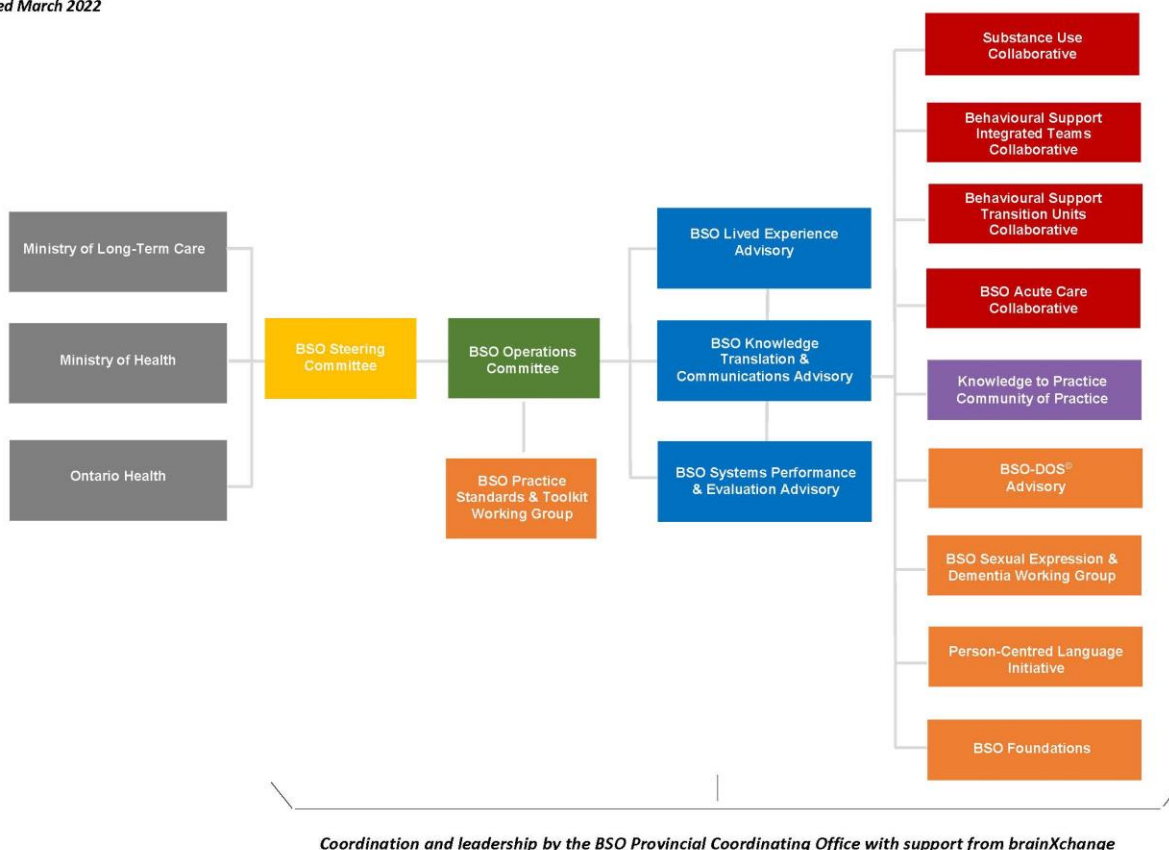 March 2022
Ministry of Long-Term Care
Ministry of Health
Ontario Health
BSO Steering
Committee
BSO Operations
Committee
BSO Practice
Standards & Toolkit
Working Group
BSO Lived Experience
Advisory
BSO Knowledge
Translation &
Communications Advisory
BSO Systems Performance
& Evaluation Advisory
Substance Use
Collaborative
Behavioural Support
Integrated Teams
Collaborative
Behavioural Support
Transition Units
Collaborative
BSO Acute Care
Collaborative
Knowledge to Practice
Community of Practice
BSO-DOS©
Advisory
BSO Sexual Expression &
Dementia Working Group
Person-Centred Language
Initiative
BSO Foundations
Coordination and leadership by the BSO Provincial Coordinating Office with support from brainXchange